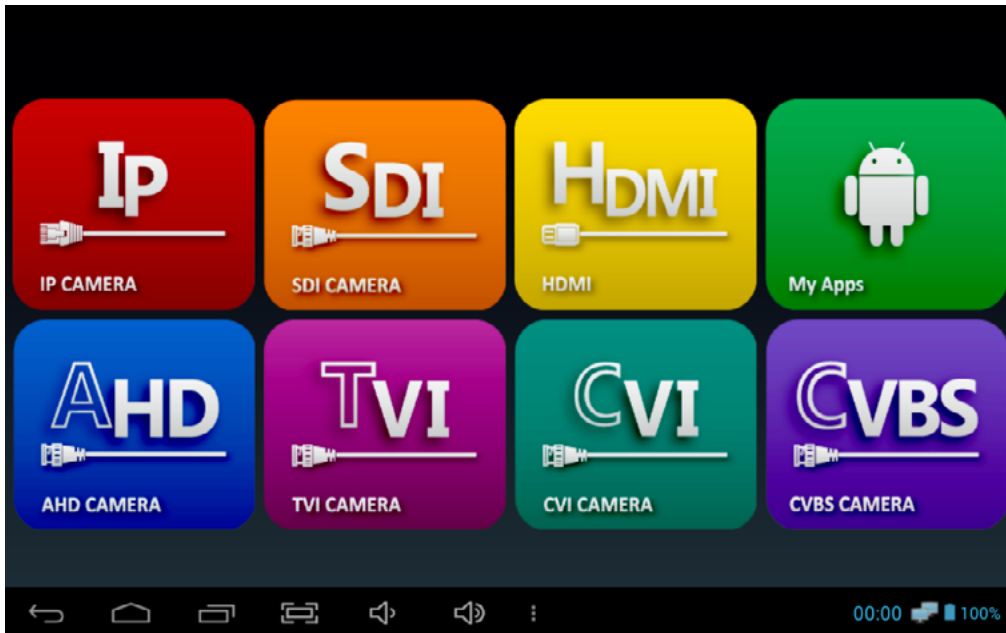 IP
SDI
HDMI
IP CAMERA
SDI CAMERA
HDMI
My Apps
AHD
TVI
CVI
CVBS
AHD CAMERA
TVI CAMERA
CVI CAMERA
CVBS CAMERA
00:00 100%